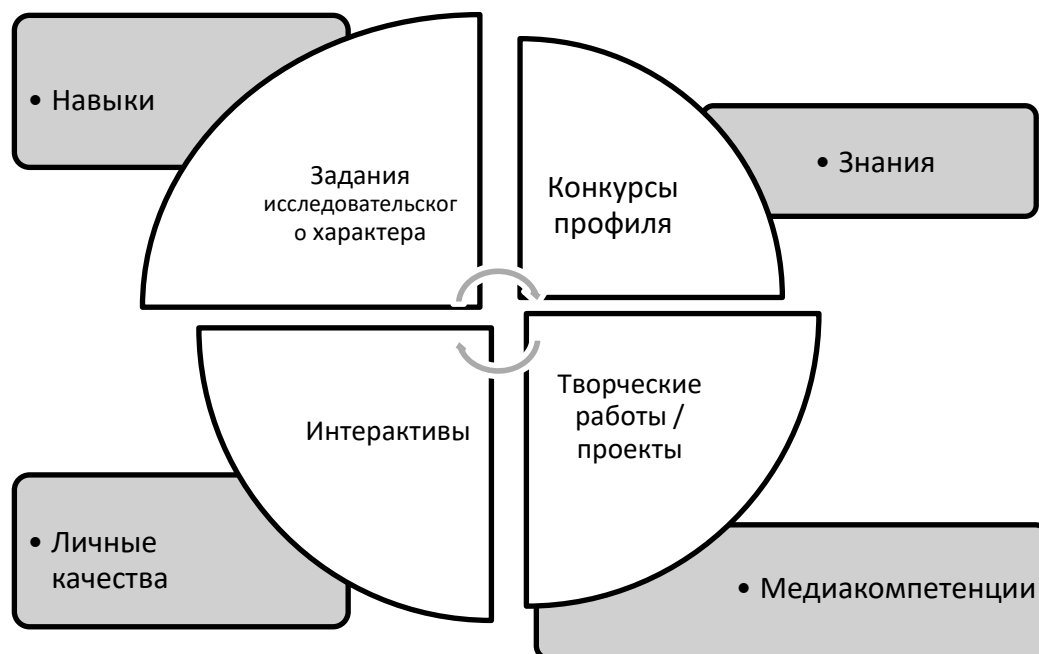 • Навыки
Задания
исследовательског
о характера
Конкурсы
профиля
• Знания
Интерактивы
Творческие
работы /
проекты
• Личные
качества
• Медиакомпетенции